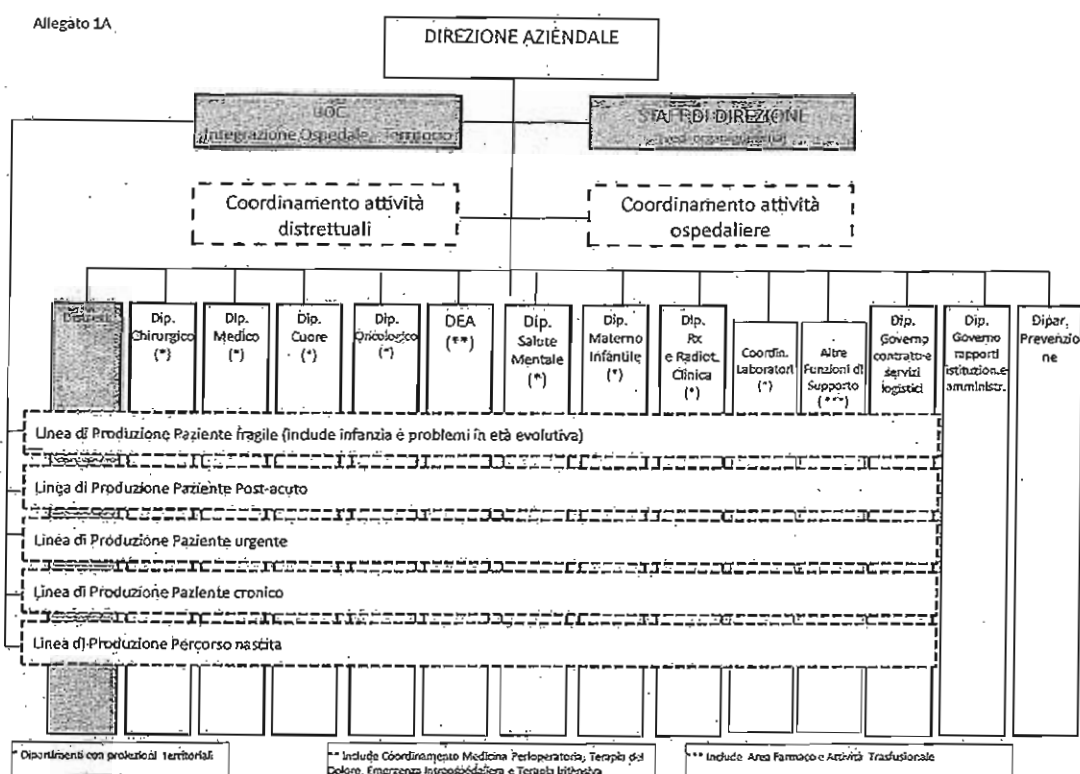 Allegato 1A
DIREZIONE AZIENDALE
UOC
Integrazione Ospedale Territorio
STAFF DI DIREZIONE
Coordinamento attività
distrettuali
Coordinamento attività
ospedaliere
Distretti
Dip.
Chirurgico
(*)
Dip.
Medico
(*)
Dip.
Cuore
(*)
Dip.
Oncologico
(*)
DEA
(**)
Dip.
Salute
Mentale
(*)
Dip.
Materno
Infantile
(*)
Dip.
Rx
e Radiot.
Clinica
(*)
Coordin.
Laboratori
(*)
Altre
Funzioni di
Supporto
(***)
Dip.
Governo
contratti e
servizi
logistici
Dip.
Governo
rapporti
istituzion.e
amministr.
Dipar.
Prevenzio
ne
Linea di Produzione Paziente fragile (include infanzia e problemi in età evolutiva)
Linea di Produzione Paziente Post-acuto
Linea di Produzione Paziente urgente
Linea di Produzione Paziente cronico
Linea di Produzione Percorso nascita
* Dipartimenti con proiezioni Territoriali
** Include Coordinamento Medicina Perioperatoria, Terapia del
Dolore, Emergenza Intraospedaliera e Terapia Intensiva
*** Include Area Farmaco e Attività Trasfusionale